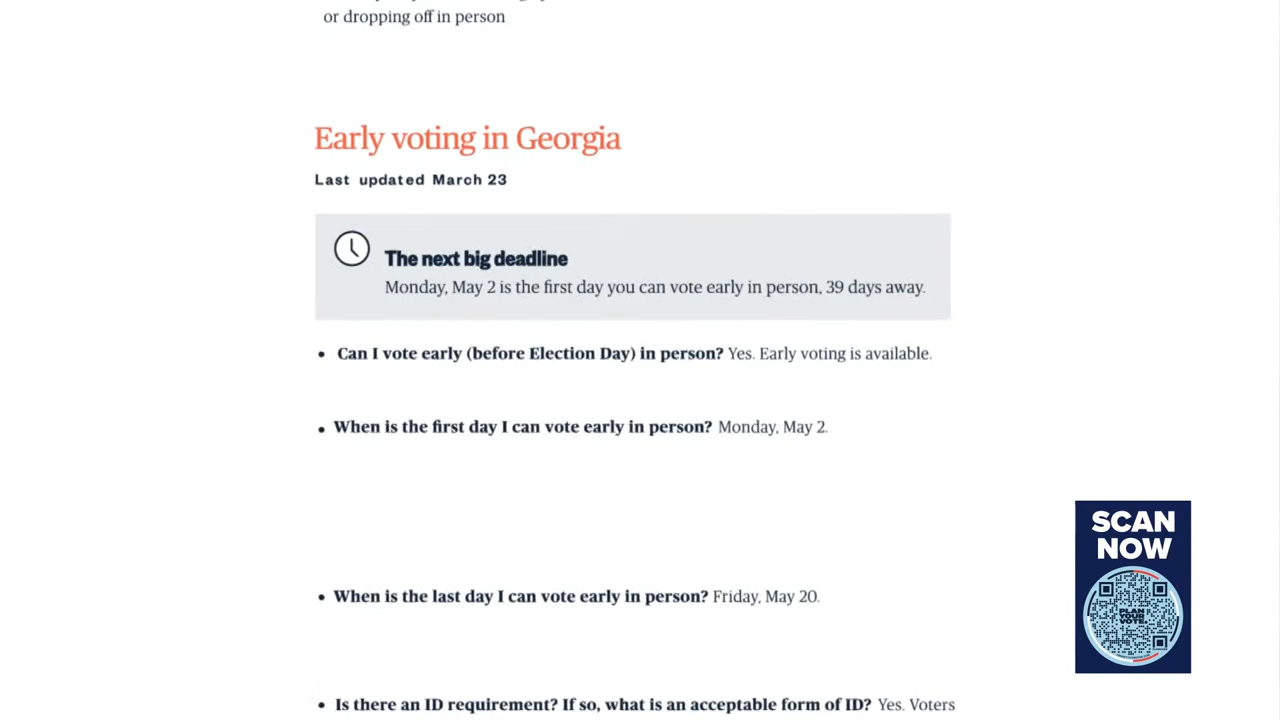 or dropping off in person
Early voting in Georgia
Last updated March 23
The next big deadline
Monday, May 2 is the first day you can vote early in person, 39 days away.
• Can I vote early (before Election Day) in person? Yes. Early voting is available.
• When is the first day I can vote early in person? Monday, May 2.
• When is the last day I can vote early in person? Friday, May 20.
• Is there an ID requirement? If so, what is an acceptable form of ID? Yes. Voters
SCAN
NOW
PLAN
YOUR
VOTE.